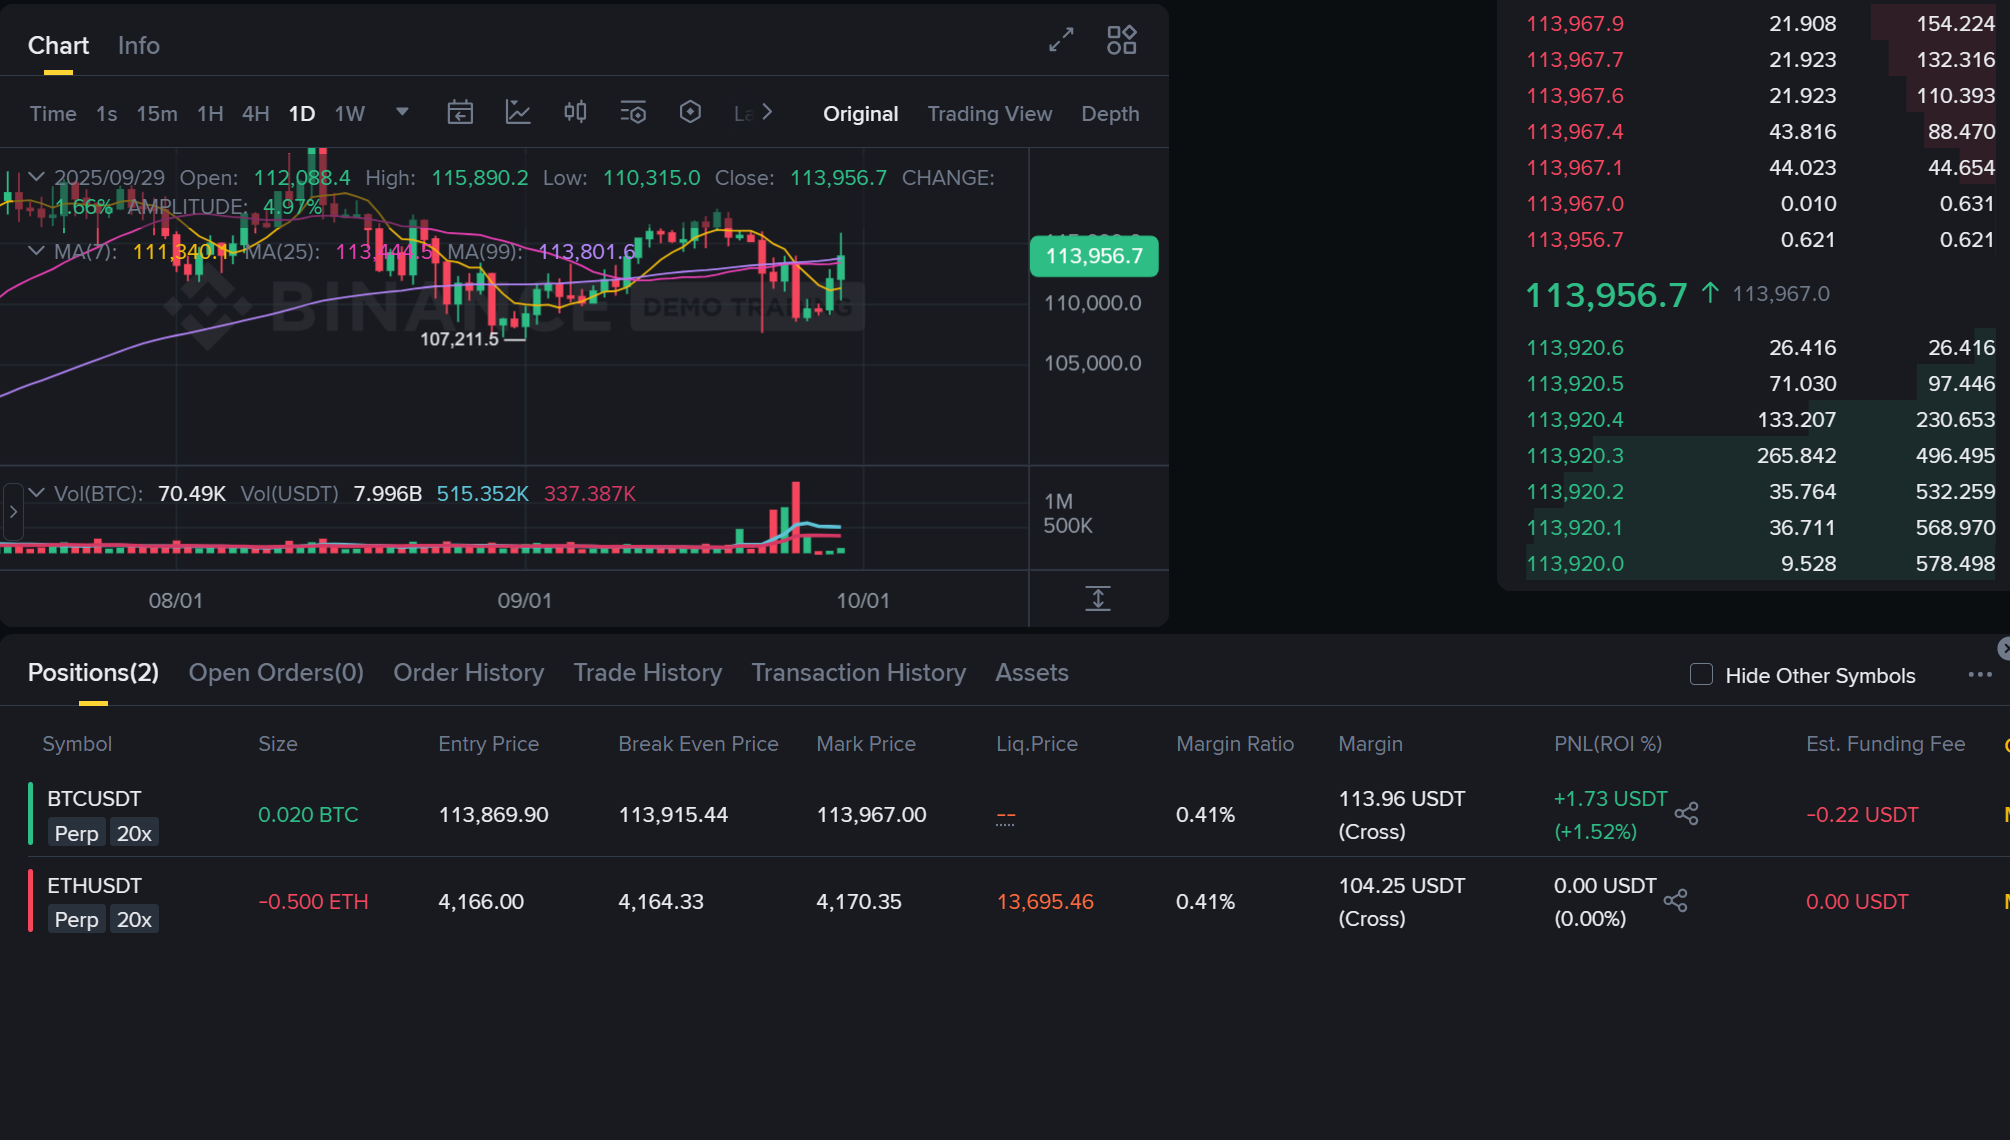 Chart Info
Time 1s 15m 1H 4H 1D 1W Original Trading View Depth
2025/09/29 Open: 112,088.4 High: 115,890.2 Low: 110,315.0 Close: 113,956.7 CHANGE:
1.66% AMPLITUDE: 4.97%
MA(7): 111,340.1 MA(25): 113,444.5 MA(99): 113,801.6
113,956.7
BINANCE DEMO TRADING
110,000.0
107,211.5
105,000.0
Vol(BTC): 70.49K Vol(USDT) 7.996B 515.352K 337.387K
1M
500K
08/01 09/01 10/01
113,967.9 21.908 154.224
113,967.7 21.923 132.316
113,967.6 21.923 110.393
113,967.4 43.816 88.470
113,967.1 44.023 44.654
113,967.0 0.010 0.631
113,956.7 0.621 0.621
113,956.7 ↑ 113,967.0
113,920.6 26.416 26.416
113,920.5 71.030 97.446
113,920.4 133.207 230.653
113,920.3 265.842 496.495
113,920.2 35.764 532.259
113,920.1 36.711 568.970
113,920.0 9.528 578.498
Positions(2) Open Orders(0) Order History Trade History Transaction History Assets Hide Other Symbols
Symbol Size Entry Price Break Even Price Mark Price Liq.Price Margin Ratio Margin PNL(ROI %) Est. Funding Fee
BTCUSDT 113.96 USDT +1.73 USDT
0.020 BTC 113,869.90 113,915.44 113,967.00 -- 0.41% -0.22 USDT
Perp 20x (Cross) (+1.52%)
ETHUSDT 104.25 USDT 0.00 USDT
-0.500 ETH 4,166.00 4,164.33 4,170.35 13,695.46 0.41% 0.00 USDT
Perp 20x (Cross) (0.00%)